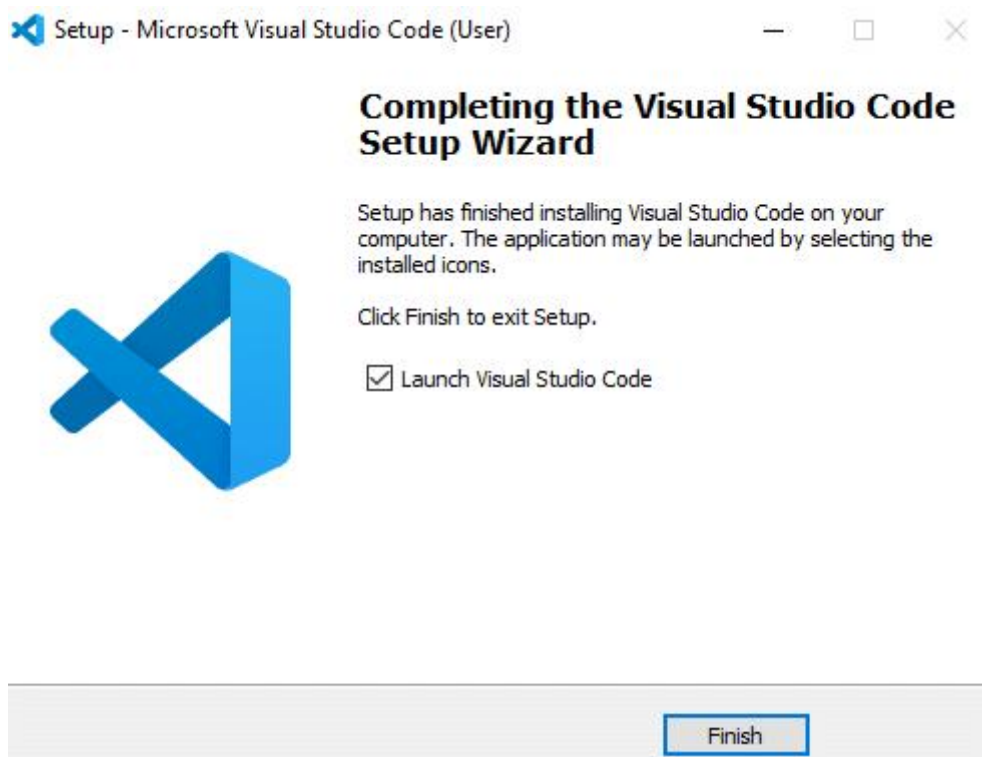 Setup - Microsoft Visual Studio Code (User)
Completing the Visual Studio Code
Setup Wizard
Setup has finished installing Visual Studio Code on your
computer. The application may be launched by selecting the
installed icons.
Click Finish to exit Setup.
Launch Visual Studio Code
Finish